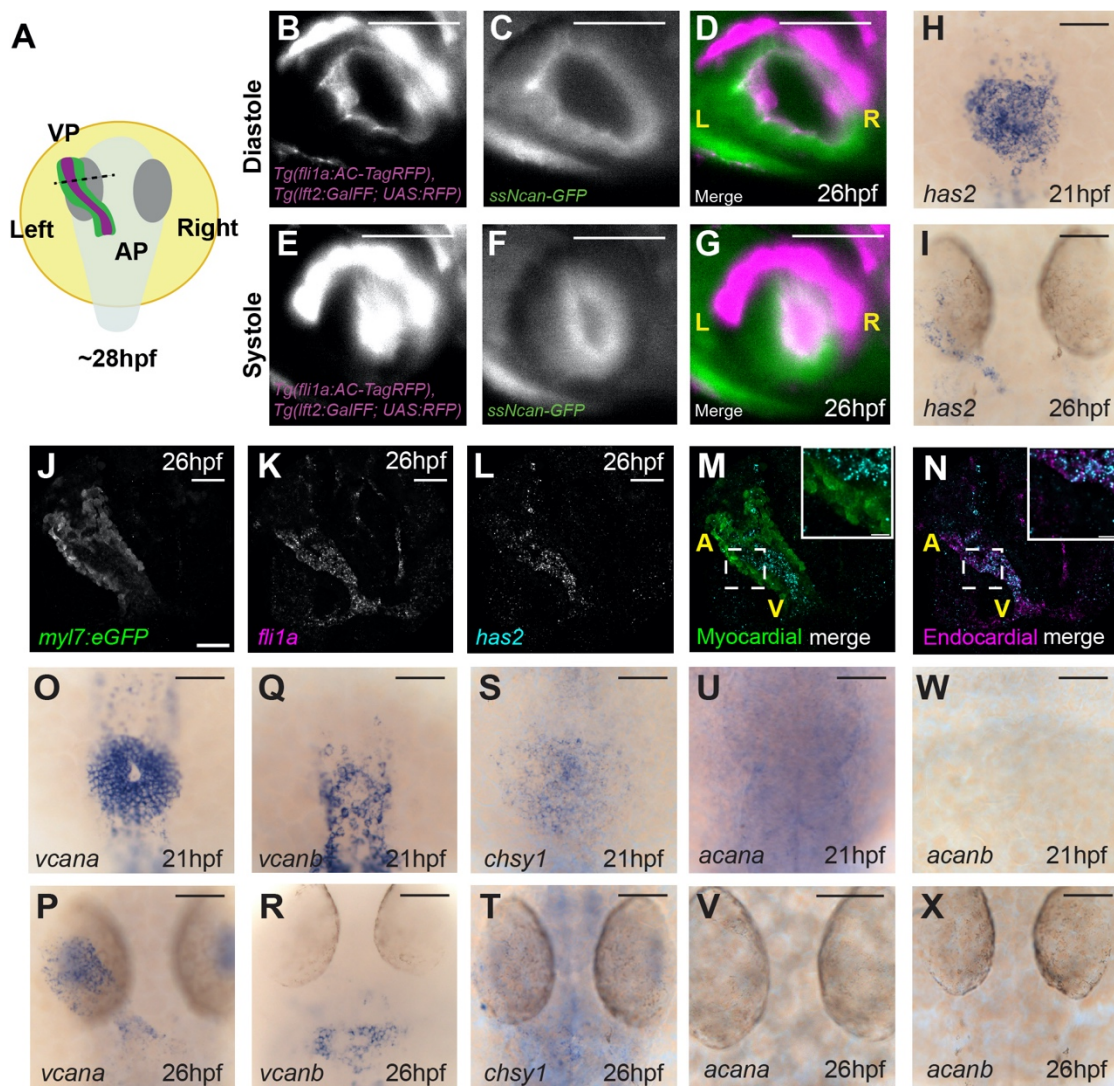 A
VP
Left
Right
AP
~28hpf
Diastole
B
Tg(fli1a:AC-TagRFP),
Tg(lft2:GalFF; UAS:RFP)
C
ssNcan-GFP
D
L
R
Merge
26hpf
H
has2
21hpf
Systole
E
Tg(fli1a:AC-TagRFP),
Tg(lft2:GalFF; UAS:RFP)
F
ssNcan-GFP
G
L
R
Merge
26hpf
I
has2
26hpf
J
26hpf
myl7:eGFP
K
26hpf
fli1a
L
26hpf
has2
M
A
V
Myocardial merge
N
A
V
Endocardial merge
O
vcana
21hpf
Q
vcanb
21hpf
S
chsy1
21hpf
U
acana
21hpf
W
acanb
21hpf
P
vcana
26hpf
R
vcanb
26hpf
T
chsy1
26hpf
V
acana
26hpf
X
acanb
26hpf